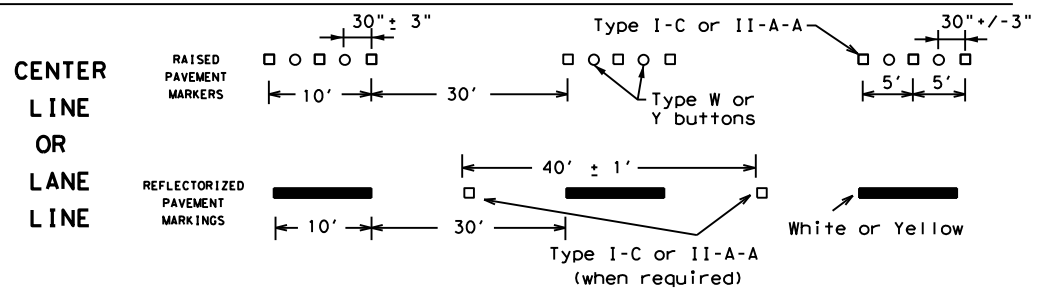 CENTER
LINE
OR
LANE
LINE
RAISED
PAVEMENT
MARKERS
30"± 3"
10'
30'
Type I-C or II-A-A
Type W or
Y buttons
30"+/-3"
5'
5'
REFLECTORIZED
PAVEMENT
MARKINGS
40' ± 1'
10'
30'
Type I-C or II-A-A
(when required)
White or Yellow